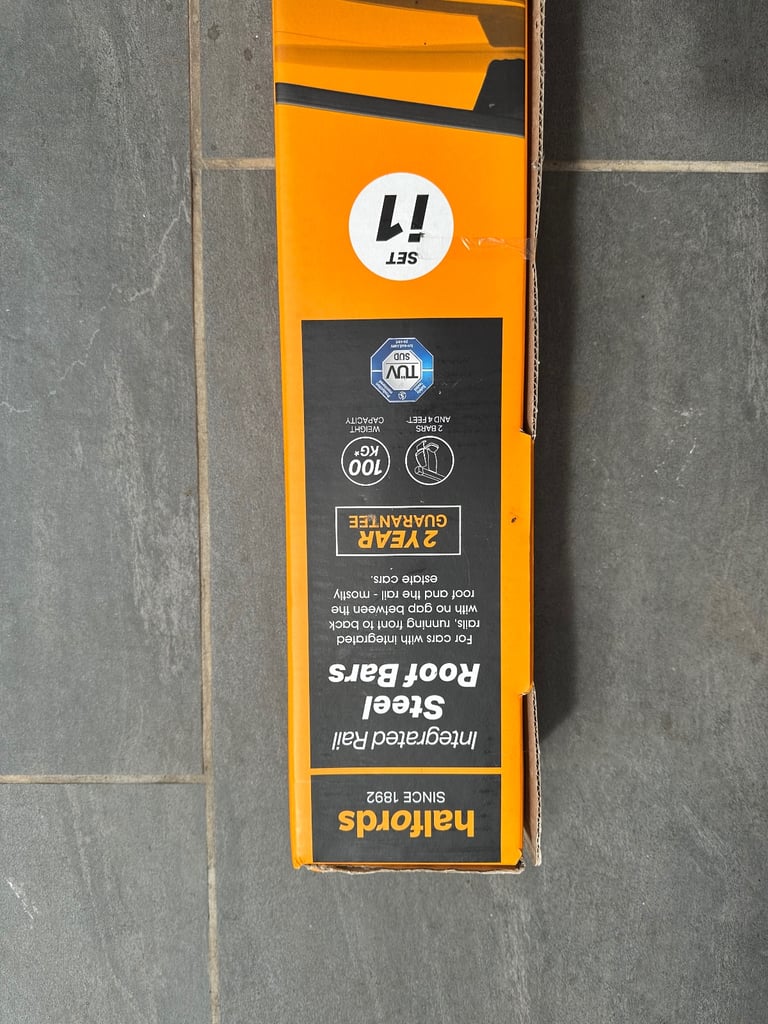 halfords
SINCE 1892
Integrated Rail
Steel
Roof Bars
For cars with integrated
rails, running front to back
with no gap between the
roof and the rail - mostly
estate cars.
2 YEAR
GUARANTEE
2 BARS
AND 4 FEET
100
KG*
WEIGHT
CAPACITY
TÜV
SÜD
SET
i1